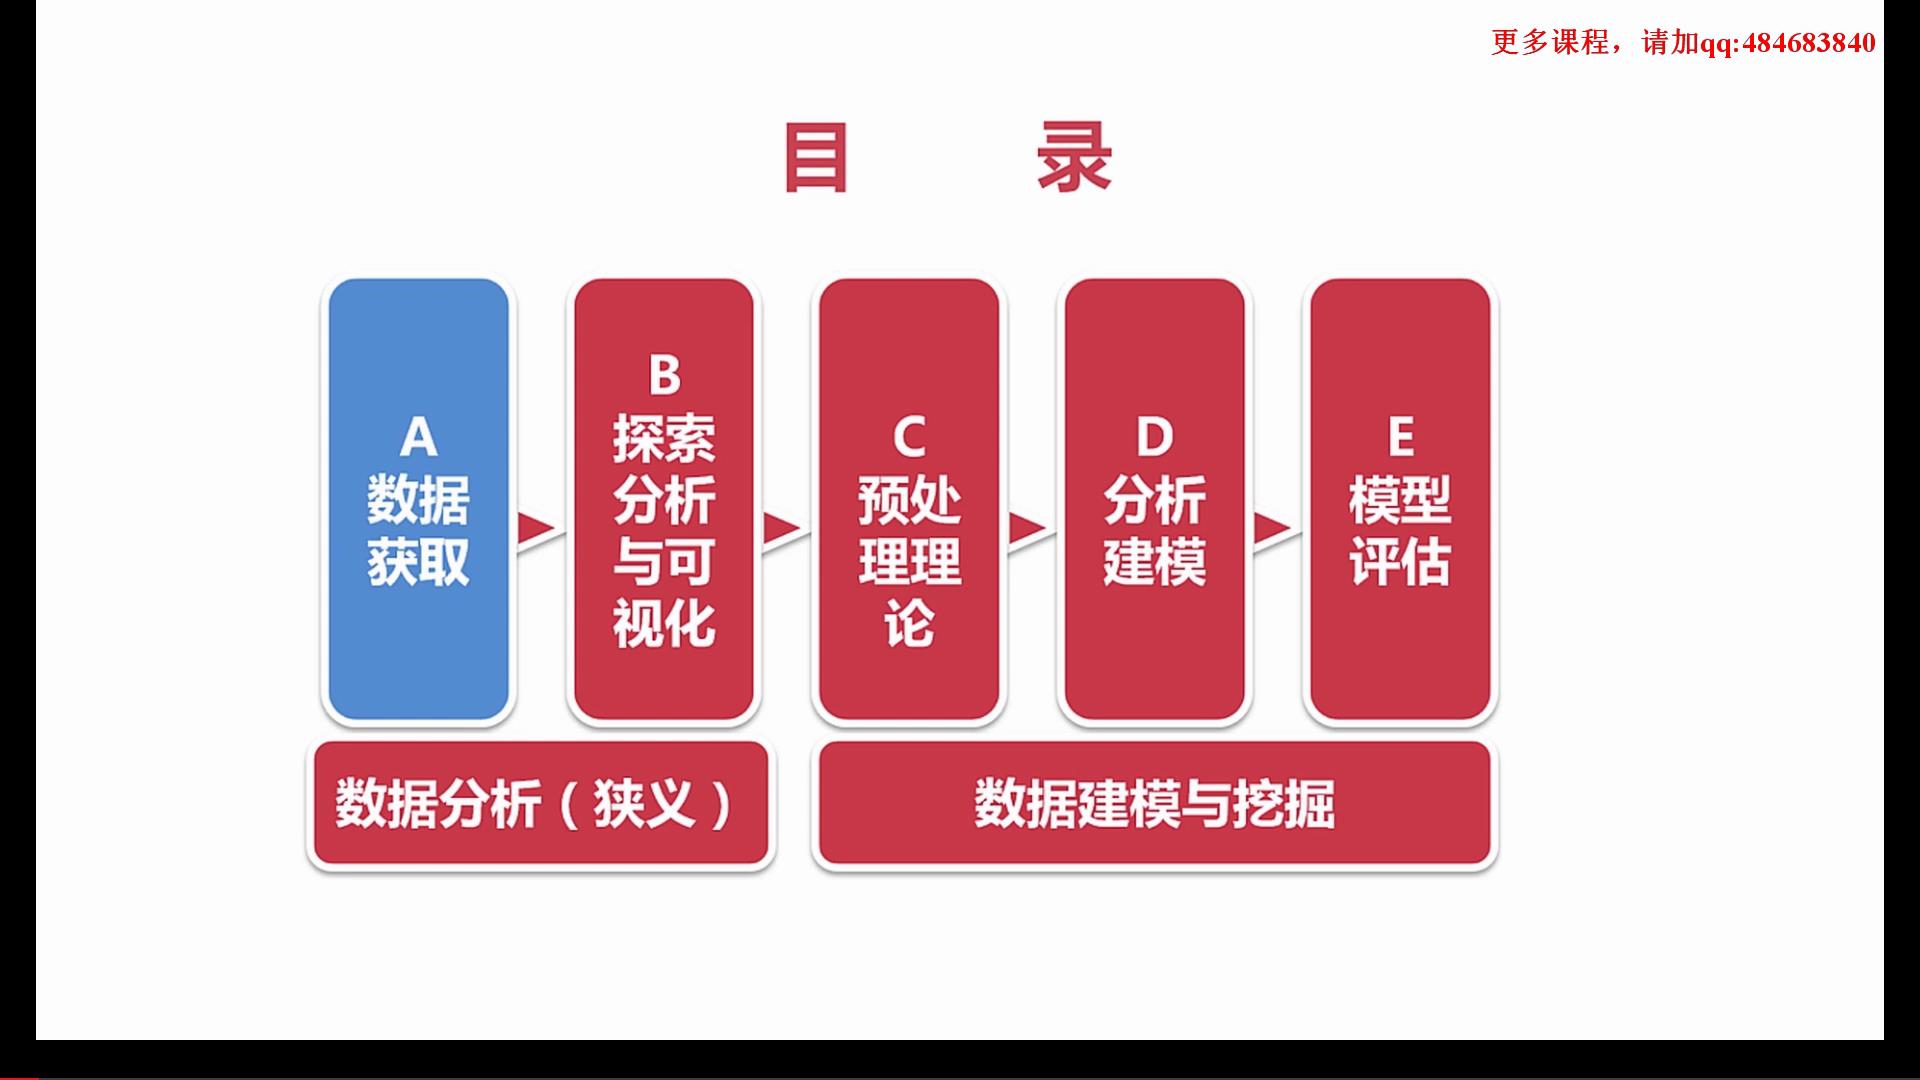 更多课程，请加qq:484683840
目 录
A
数据
获取
B
探索
分析
与可
视化
C
预处
理理
论
D
分析
建模
E
模型
评估
数据分析（狭义）
数据建模与挖掘